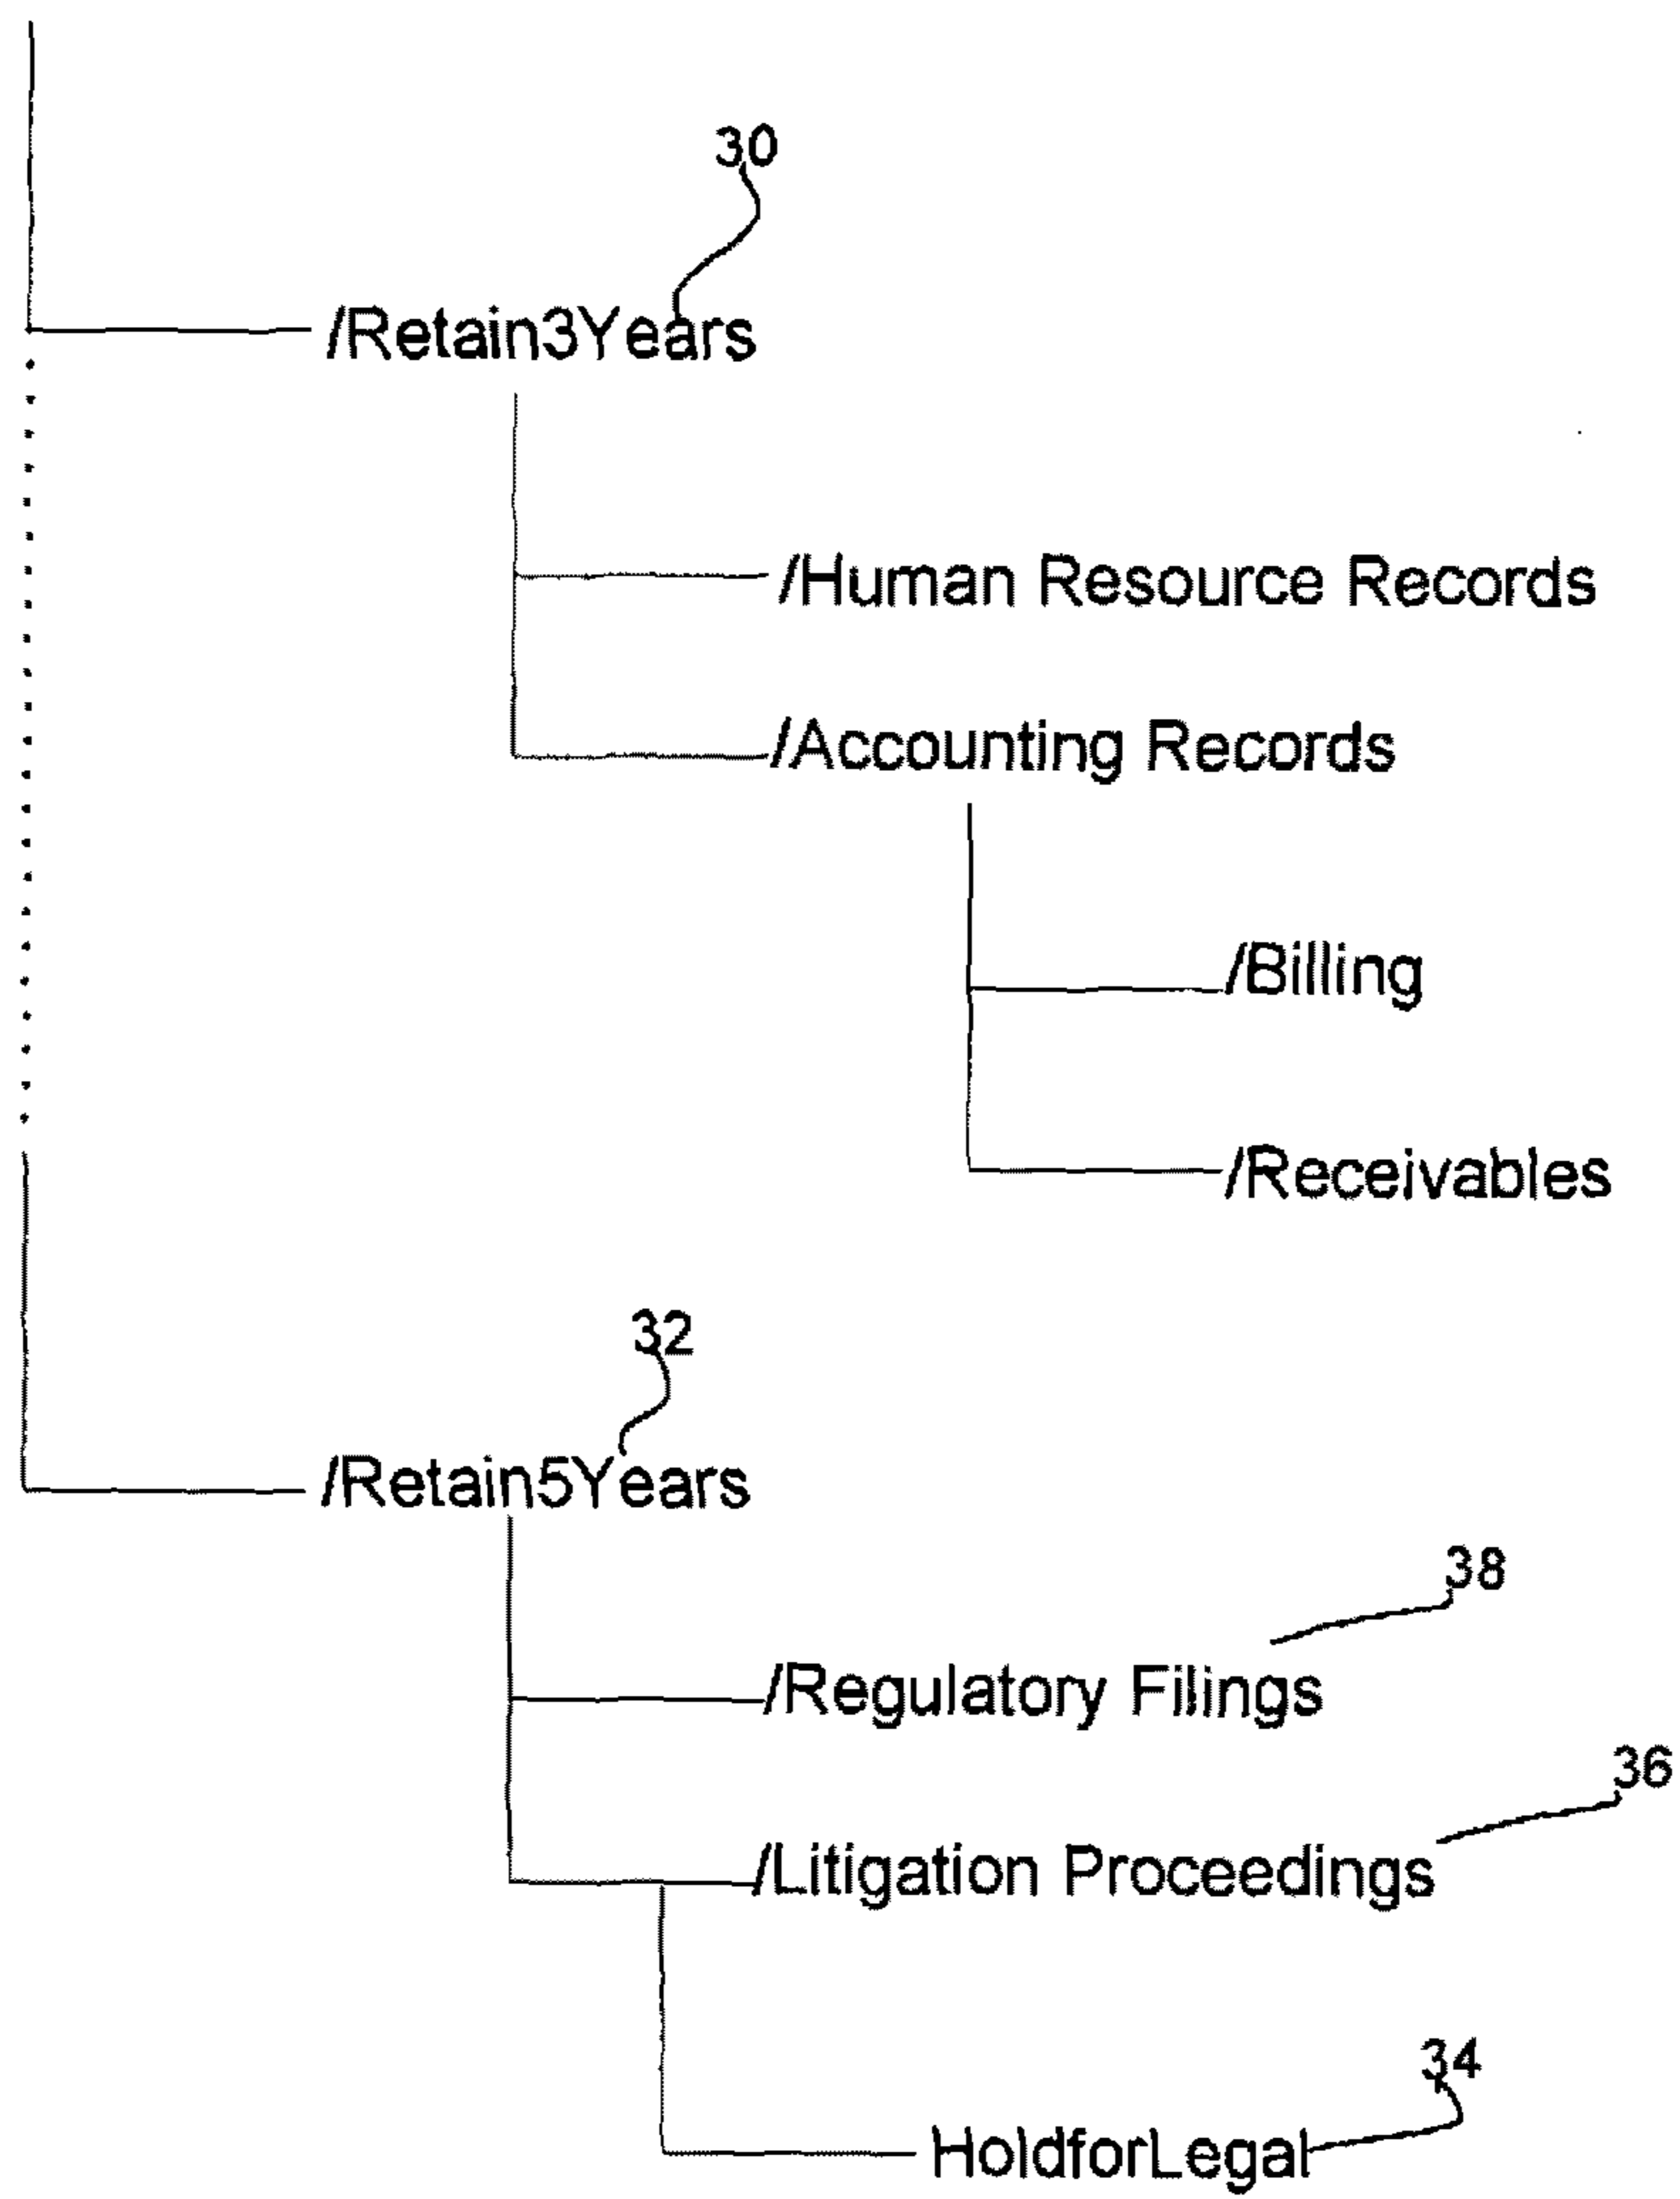 30
/Retain3Years
/Human Resource Records
/Accounting Records
/Billing
/Receivables
32
/Retain5Years
38
/Regulatory Filings
36
/Litigation Proceedings
34
HoldforLegal